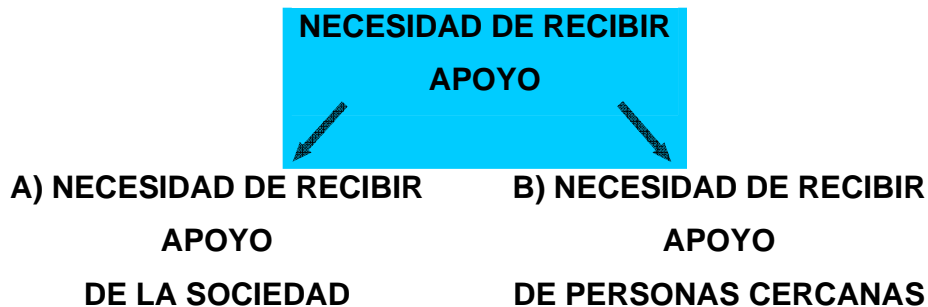 NECESIDAD DE RECIBIR
APOYO
A) NECESIDAD DE RECIBIR
APOYO
DE LA SOCIEDAD
B) NECESIDAD DE RECIBIR
APOYO
DE PERSONAS CERCANAS